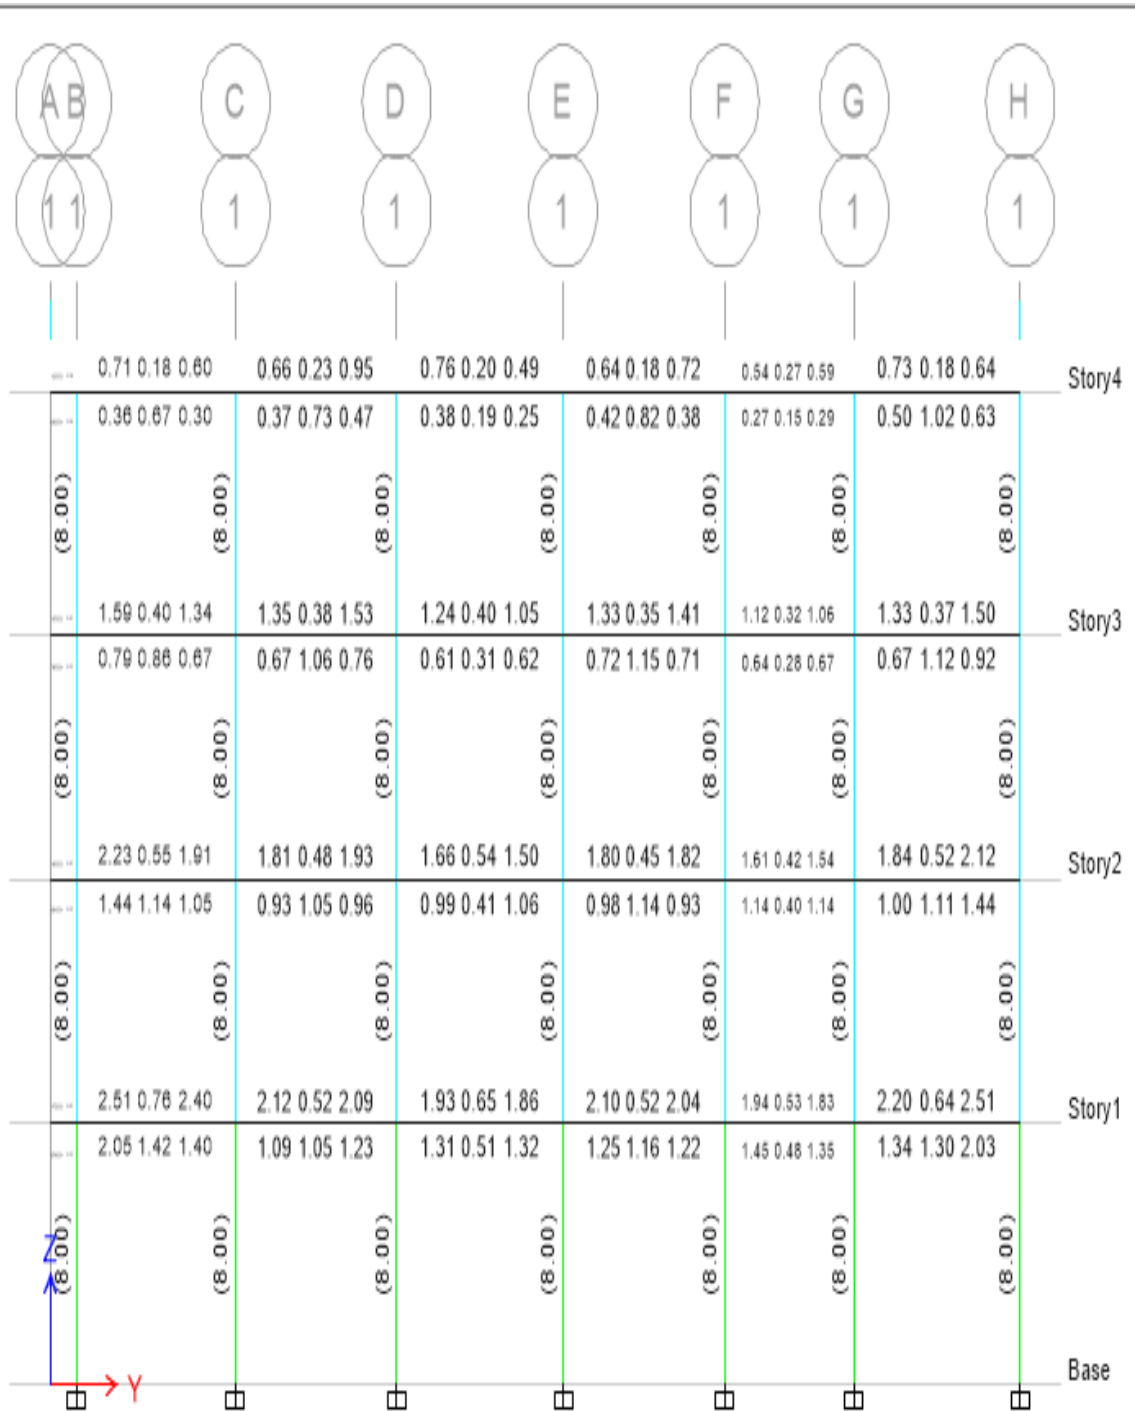 A B C D E F G H
1 1 1 1 1 1 1 1
0.71 0.18 0.60 0.66 0.23 0.95 0.76 0.20 0.49 0.64 0.18 0.72 0.54 0.27 0.59 0.73 0.18 0.64 Story4
0.36 0.67 0.30 0.37 0.73 0.47 0.38 0.19 0.25 0.42 0.82 0.38 0.27 0.15 0.29 0.50 1.02 0.63
(8.00) (8.00) (8.00) (8.00) (8.00) (8.00) (8.00)
1.59 0.40 1.34 1.35 0.38 1.53 1.24 0.40 1.05 1.33 0.35 1.41 1.12 0.32 1.06 1.33 0.37 1.50 Story3
0.79 0.86 0.67 0.67 1.06 0.76 0.61 0.31 0.62 0.72 1.15 0.71 0.64 0.28 0.67 0.67 1.12 0.92
(8.00) (8.00) (8.00) (8.00) (8.00) (8.00) (8.00)
2.23 0.55 1.91 1.81 0.48 1.93 1.66 0.54 1.50 1.80 0.45 1.82 1.61 0.42 1.54 1.84 0.52 2.12 Story2
1.44 1.14 1.05 0.93 1.05 0.96 0.99 0.41 1.06 0.98 1.14 0.93 1.14 0.40 1.14 1.00 1.11 1.44
(8.00) (8.00) (8.00) (8.00) (8.00) (8.00) (8.00)
2.51 0.76 2.40 2.12 0.52 2.09 1.93 0.65 1.86 2.10 0.52 2.04 1.94 0.53 1.83 2.20 0.64 2.51 Story1
2.05 1.42 1.40 1.09 1.05 1.23 1.31 0.51 1.32 1.25 1.16 1.22 1.45 0.48 1.35 1.34 1.30 2.03
(8.00) (8.00) (8.00) (8.00) (8.00) (8.00) (8.00)
Z
Base
Y